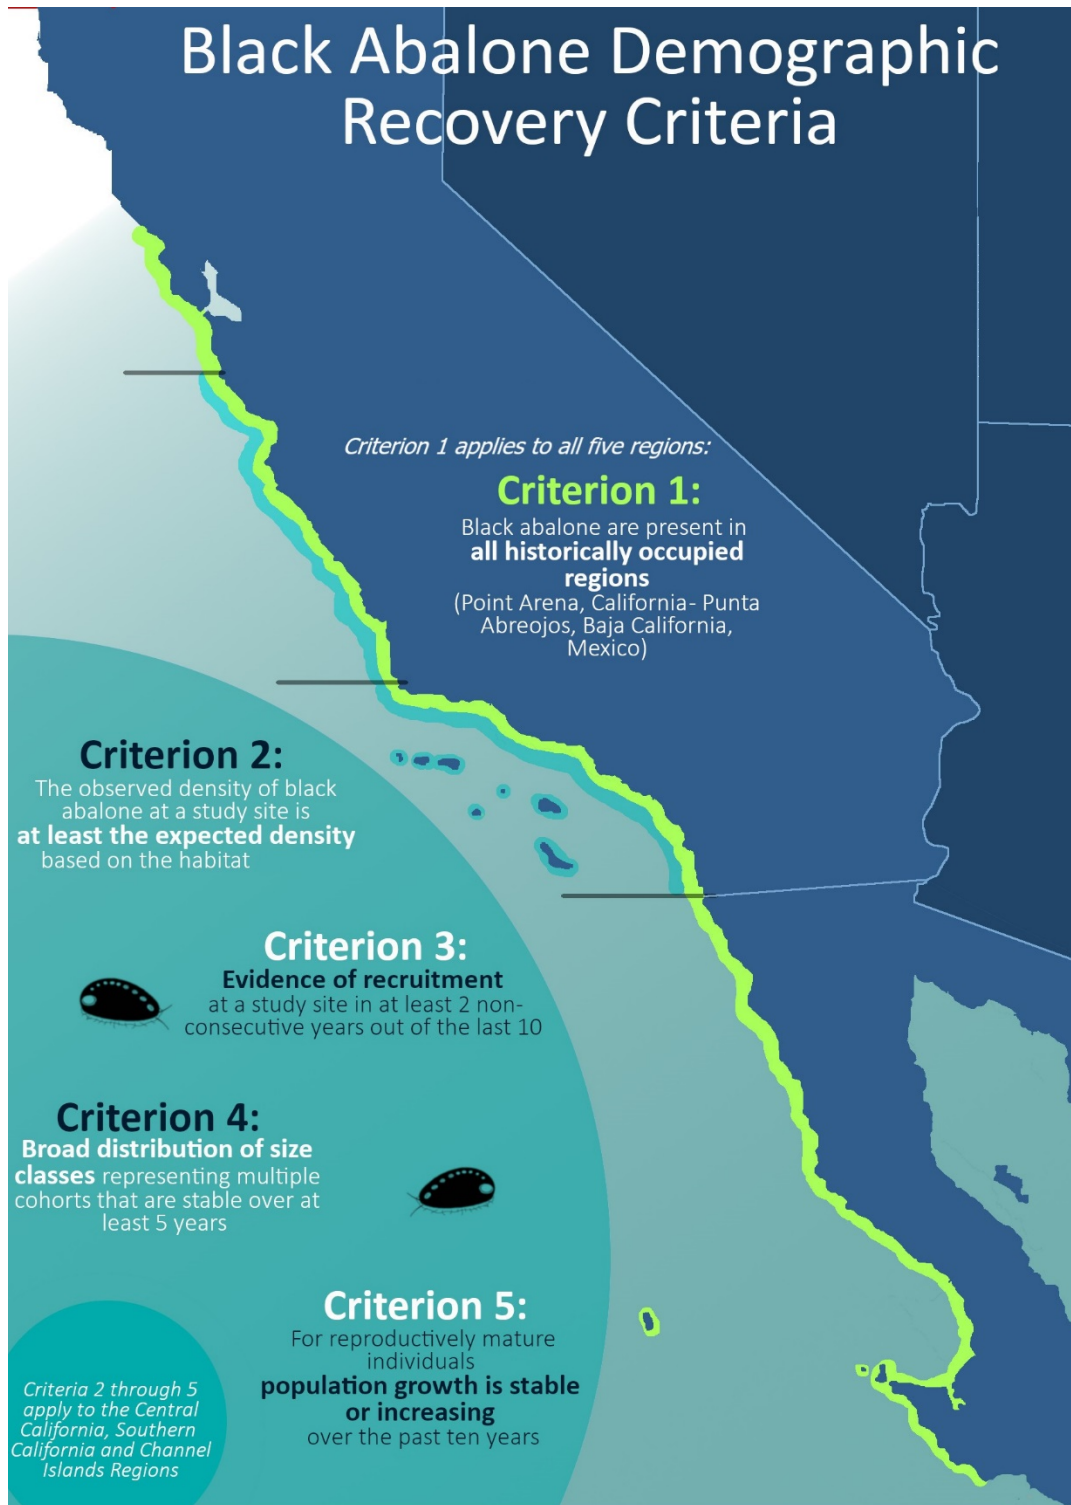 Black Abalone Demographic
Recovery Criteria
Criterion 1 applies to all five regions:
Criterion 1:
Black abalone are present in
all historically occupied
regions
(Point Arena, California- Punta
Abreojos, Baja California,
Mexico)
Criterion 2:
The observed density of black
abalone at a study site is
at least the expected density
based on the habitat
Criterion 3:
Evidence of recruitment
at a study site in at least 2 non-
consecutive years out of the last 10
Criterion 4:
Broad distribution of size
classes representing multiple
cohorts that are stable over at
least 5 years
Criterion 5:
For reproductively mature
individuals
population growth is stable
or increasing
over the past ten years
Criteria 2 through 5
apply to the Central
California, Southern
California and Channel
Islands Regions